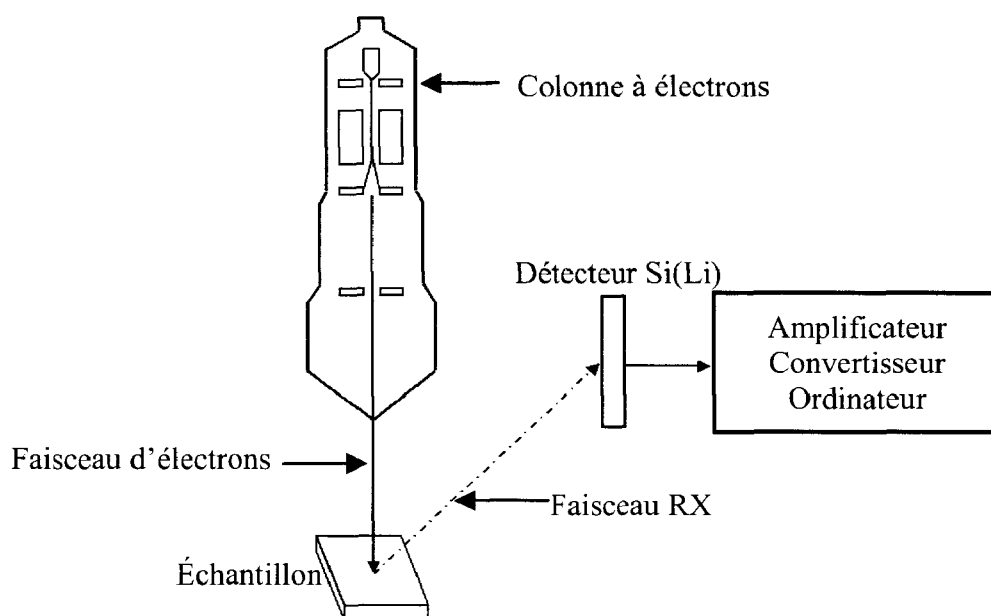 Colonne à électrons
Détecteur Si(Li)
Amplificateur
Convertisseur
Ordinateur
Faisceau d'électrons
Faisceau RX
Échantillon